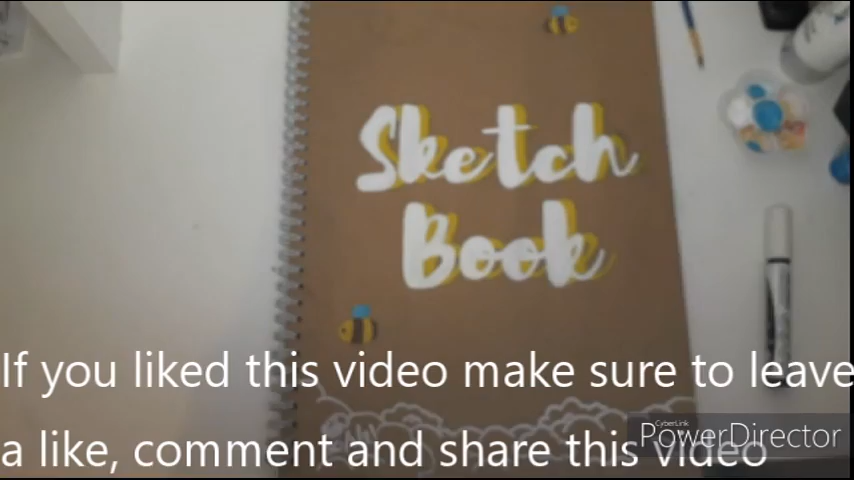 Sketch
Book
If you liked this video make sure to leave
a like, comment and share this video
CyberLink
PowerDirector